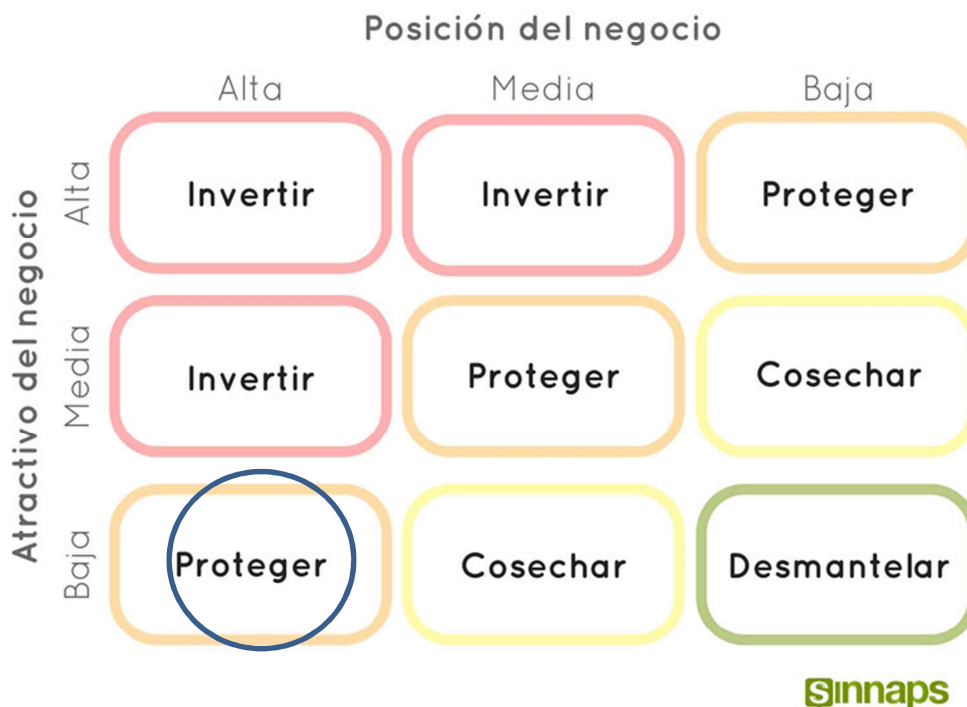 Posición del negocio
Alta Media Baja
Atractivo del negocio
Alta
Invertir Invertir Proteger
Media
Invertir Proteger Cosechar
Baja
Proteger Cosechar Desmantelar
sınnaps